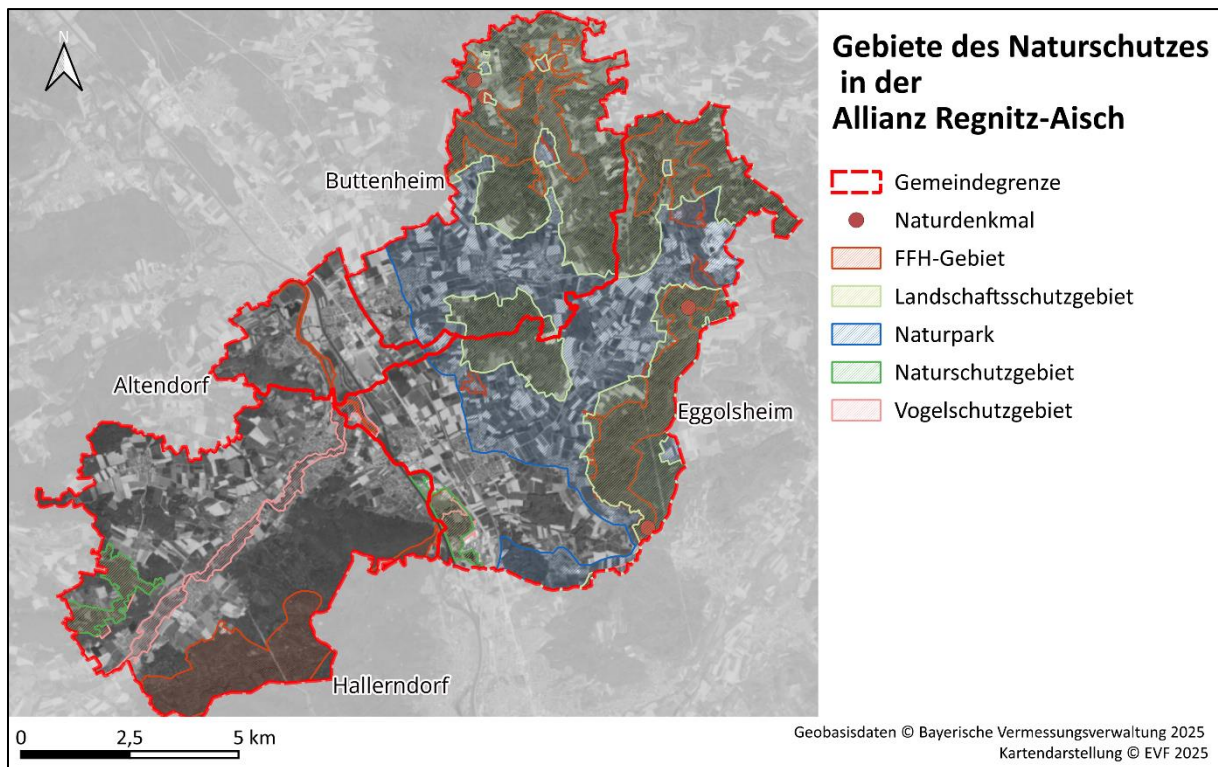 Gebiete des Naturschutzes
in der
Allianz Regnitz-Aisch
Gemeindegrenze
Naturdenkmal
FFH-Gebiet
Landschaftsschutzgebiet
Naturpark
Naturschutzgebiet
Vogelschutzgebiet
N
Buttenheim
Altendorf
Eggolsheim
Hallerndorf
0 2,5 5 km
Geobasisdaten © Bayerische Vermessungsverwaltung 2025
Kartendarstellung © EVF 2025